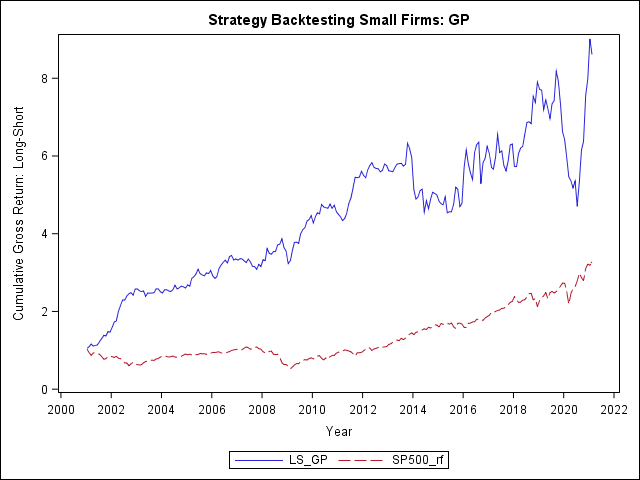 Strategy Backtesting Small Firms: GP
Cumulative Gross Return: Long-Short
8
6
4
2
0
2000 2002 2004 2006 2008 2010 2012 2014 2016 2018 2020 2022
Year
LS_GP SP500_rf